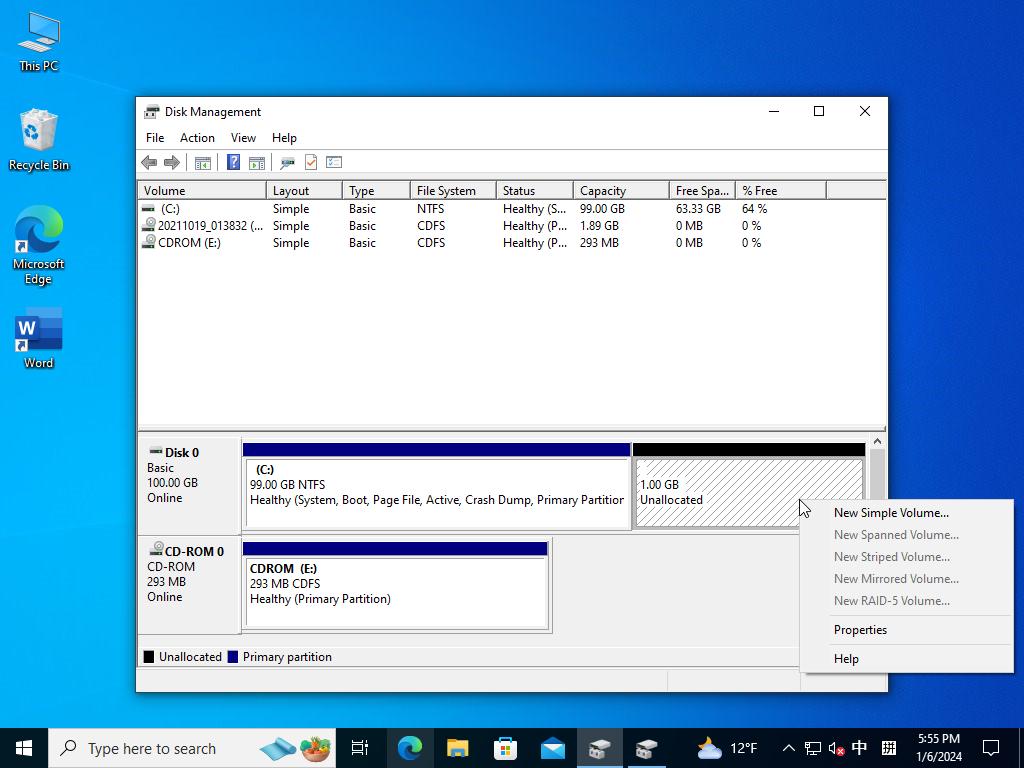 This PC
Recycle Bin
Microsoft
Edge
W
Word
Disk Management
File Action View Help
Volume Layout Type File System Status Capacity Free Spa... % Free
(C:) Simple Basic NTFS Healthy (S... 99.00 GB 63.33 GB 64 %
20211019_013832 (... Simple Basic CDFS Healthy (P... 1.89 GB 0 MB 0 %
CDROM (E:) Simple Basic CDFS Healthy (P... 293 MB 0 MB 0 %
Disk 0
Basic
100.00 GB
Online
(C:)
99.00 GB NTFS
Healthy (System, Boot, Page File, Active, Crash Dump, Primary Partition
1.00 GB
Unallocated
CD-ROM 0
CD-ROM
293 MB
Online
CDROM (E:)
293 MB CDFS
Healthy (Primary Partition)
Unallocated Primary partition
New Simple Volume...
New Spanned Volume...
New Striped Volume...
New Mirrored Volume...
New RAID-5 Volume...
Properties
Help
Type here to search
12°F
中 拼
5:55 PM
1/6/2024